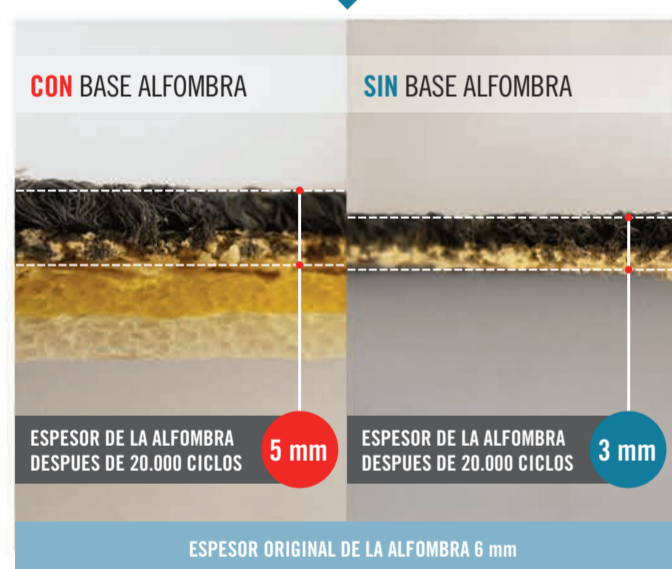 CON BASE ALFOMBRA
SIN BASE ALFOMBRA
ESPESOR DE LA ALFOMBRA
DESPUES DE 20.000 CICLOS
5 mm
ESPESOR DE LA ALFOMBRA
DESPUES DE 20.000 CICLOS
3 mm
ESPESOR ORIGINAL DE LA ALFOMBRA 6 mm